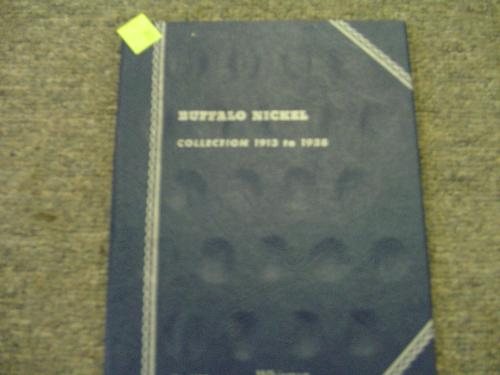 BUFFALO NICKEL
COLLECTION 1913 to 1938